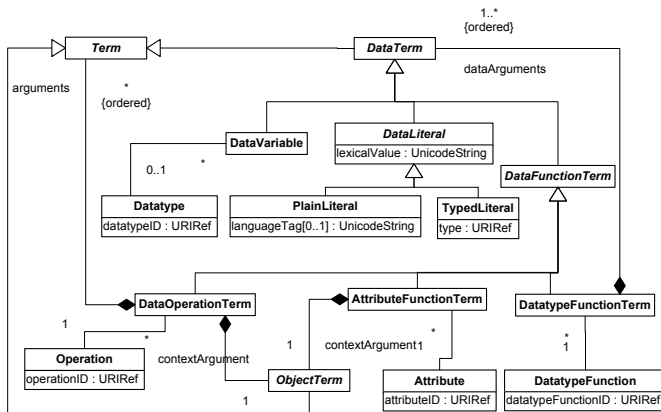 1..*
{ordered}
Term
DataTerm
arguments
*
{ordered}
dataArguments
DataVariable
DataLiteral
lexicalValue : UnicodeString
0..1
*
DataFunctionTerm
Datatype
datatypeID : URIRef
PlainLiteral
languageTag[0..1] : UnicodeString
TypedLiteral
type : URIRef
DataOperationTerm
AttributeFunctionTerm
DatatypeFunctionTerm
1
*
*
*
Operation
operationID : URIRef
contextArgument
1
contextArgument
1
1
ObjectTerm
1
Attribute
attributeID : URIRef
DatatypeFunction
datatypeFunctionID : URIRef